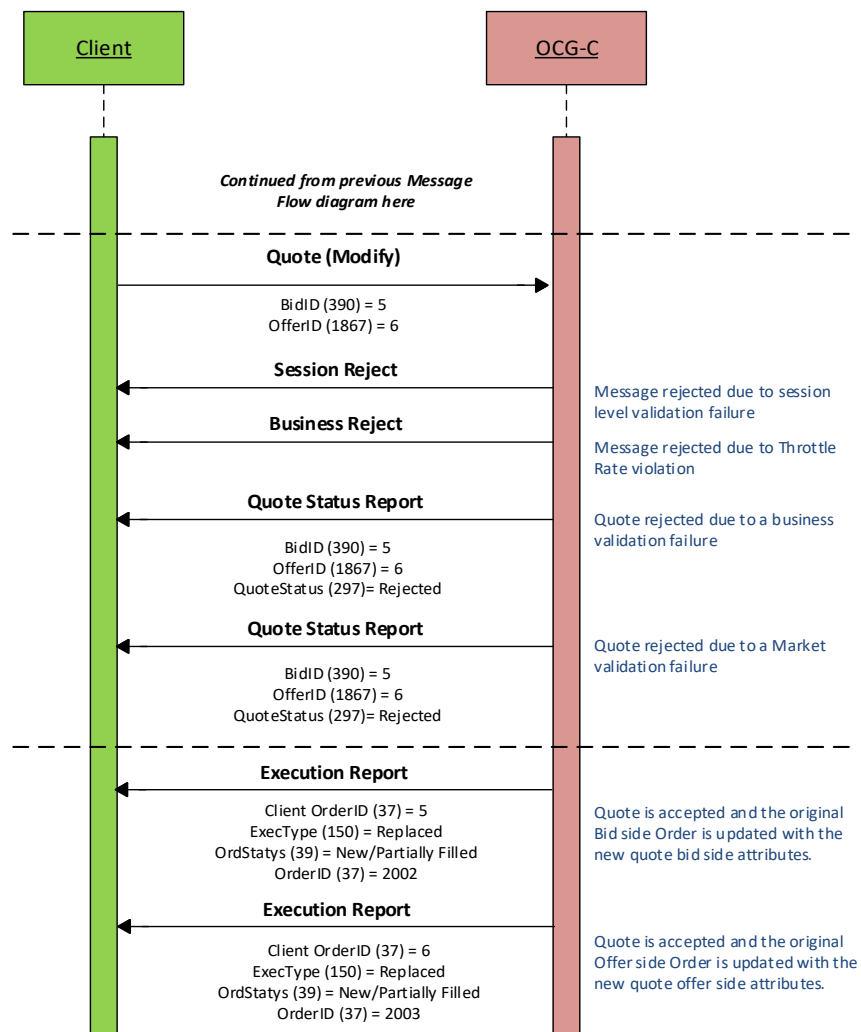 Client
OCG-C
Continued from previous Message
Flow diagram here
Quote (Modify)
BidID (390) = 5
OfferID (1867) = 6
Session Reject
Message rejected due to session
level validation failure
Business Reject
Message rejected due to Throttle
Rate violation
Quote Status Report
Quote rejected due to a business
validation failure
BidID (390) = 5
OfferID (1867) = 6
QuoteStatus (297)= Rejected
Quote Status Report
Quote rejected due to a Market
validation failure
BidID (390) = 5
OfferID (1867) = 6
QuoteStatus (297)= Rejected
Execution Report
Client OrderID (37) = 5
ExecType (150) = Replaced
OrdStatys (39) = New/Partially Filled
OrderID (37) = 2002
Quote is accepted and the original
Bid side Order is updated with the
new quote bid side attributes.
Execution Report
Client OrderID (37) = 6
ExecType (150) = Replaced
OrdStatys (39) = New/Partially Filled
OrderID (37) = 2003
Quote is accepted and the original
Offer side Order is updated with the
new quote offer side attributes.